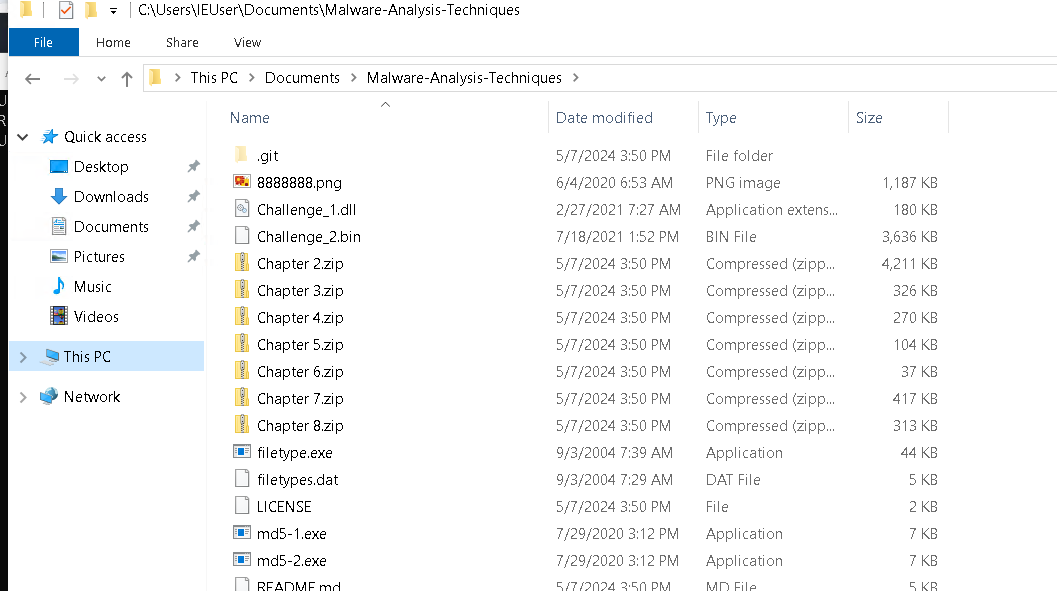 C:\Users\IEUser\Documents\Malware-Analysis-Techniques
File Home Share View
This PC > Documents > Malware-Analysis-Techniques >
Name Date modified Type Size
Quick access
Desktop
Downloads
Documents
Pictures
Music
Videos
This PC
Network
.git 5/7/2024 3:50 PM File folder
8888888.png 6/4/2020 6:53 AM PNG image 1,187 KB
Challenge_1.dll 2/27/2021 7:27 AM Application extens... 180 KB
Challenge_2.bin 7/18/2021 1:52 PM BIN File 3,636 KB
Chapter 2.zip 5/7/2024 3:50 PM Compressed (zipp... 4,211 KB
Chapter 3.zip 5/7/2024 3:50 PM Compressed (zipp... 326 KB
Chapter 4.zip 5/7/2024 3:50 PM Compressed (zipp... 270 KB
Chapter 5.zip 5/7/2024 3:50 PM Compressed (zipp... 104 KB
Chapter 6.zip 5/7/2024 3:50 PM Compressed (zipp... 37 KB
Chapter 7.zip 5/7/2024 3:50 PM Compressed (zipp... 417 KB
Chapter 8.zip 5/7/2024 3:50 PM Compressed (zipp... 313 KB
filetype.exe 9/3/2004 7:39 AM Application 44 KB
filetypes.dat 9/3/2004 7:29 AM DAT File 5 KB
LICENSE 5/7/2024 3:50 PM File 2 KB
md5-1.exe 7/29/2020 3:12 PM Application 7 KB
md5-2.exe 7/29/2020 3:12 PM Application 7 KB
README.md 5/7/2024 3:50 PM MD File 5 KB